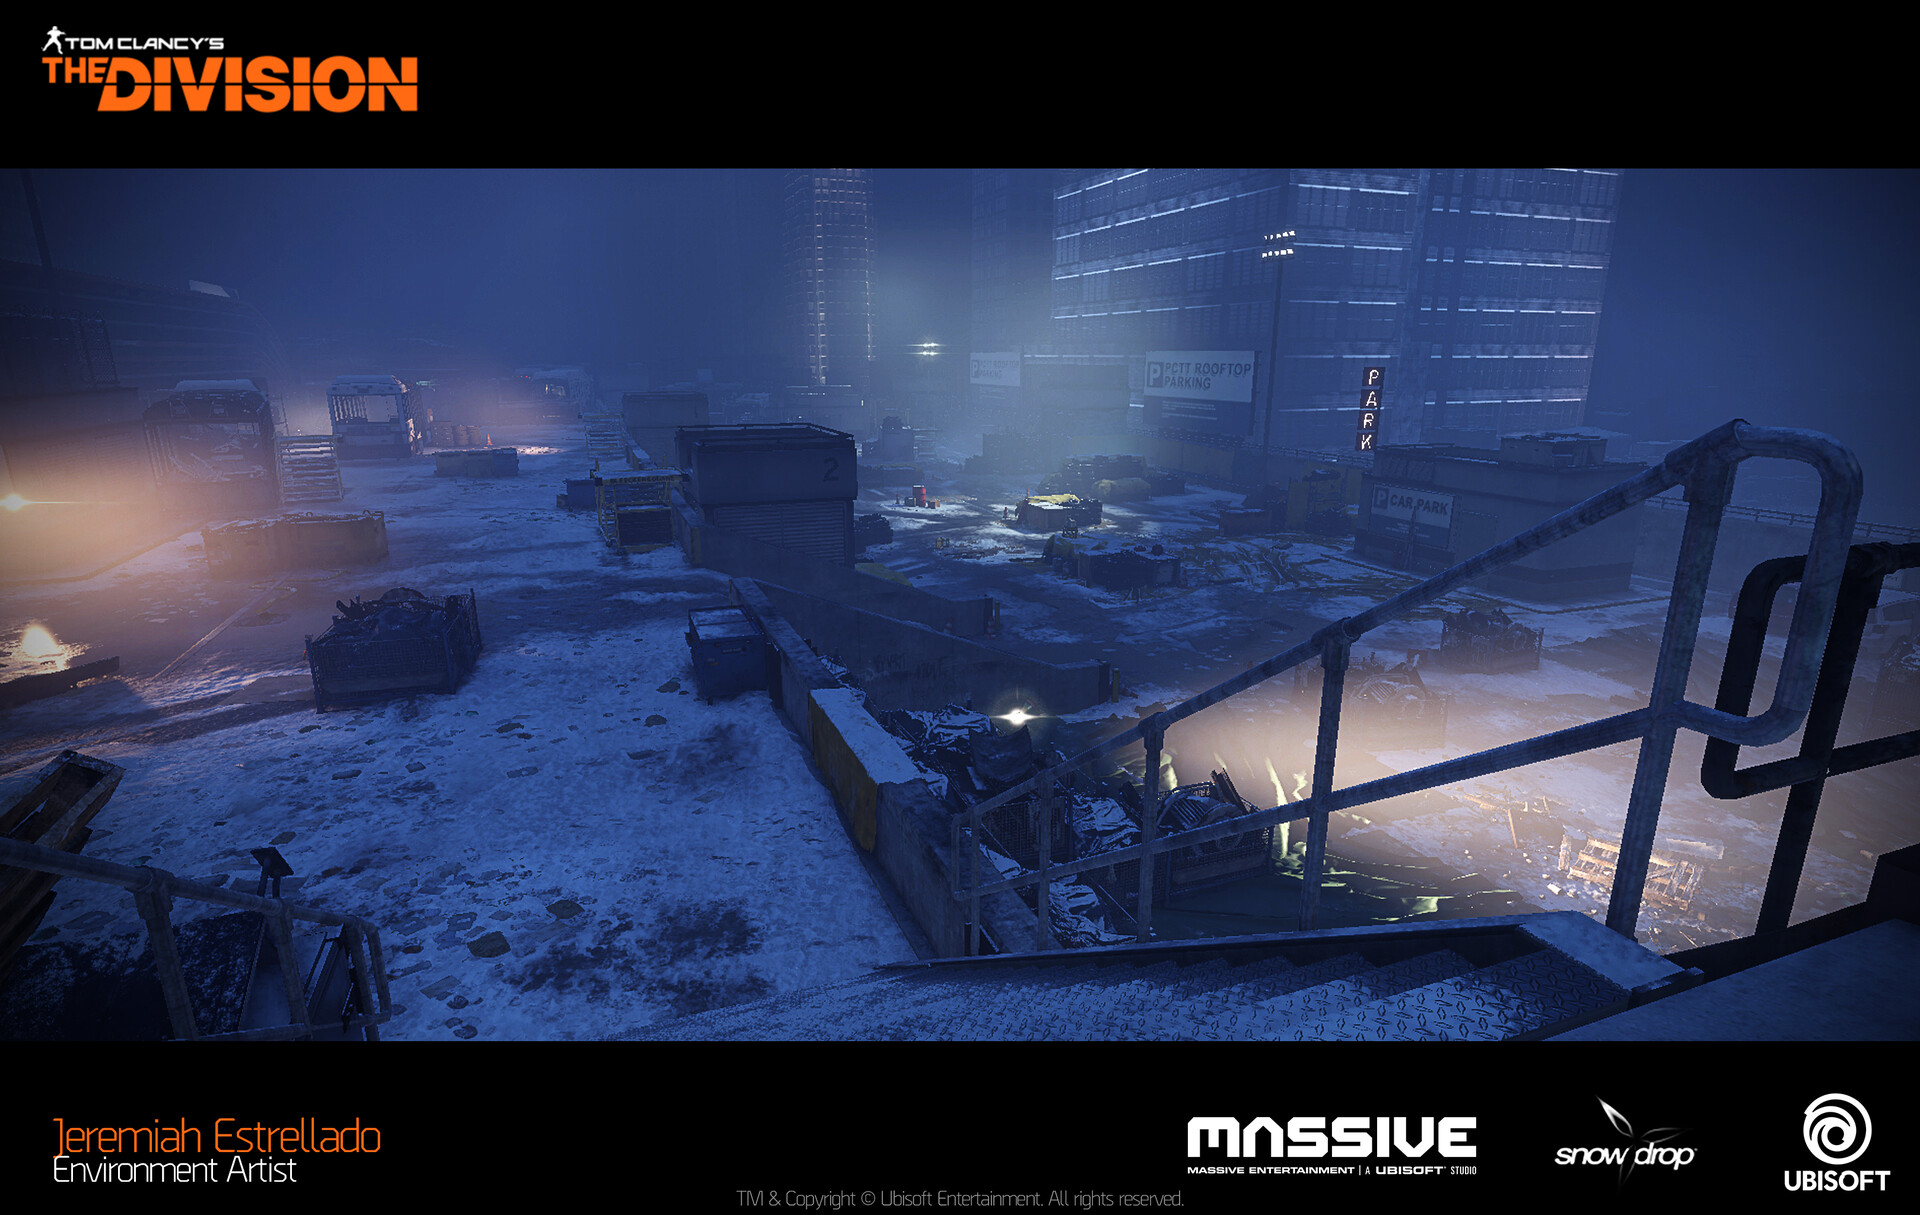 TOM CLANCY'S
THE DIVISION
P PCTT ROOFTOP
PARKING
PARK
2
P CAR PARK
Jeremiah Estrellado
Environment Artist
MASSIVE
MASSIVE ENTERTAINMENT | A UBISOFT STUDIO
snowdrop
UBISOFT
TM & Copyright © Ubisoft Entertainment. All rights reserved.